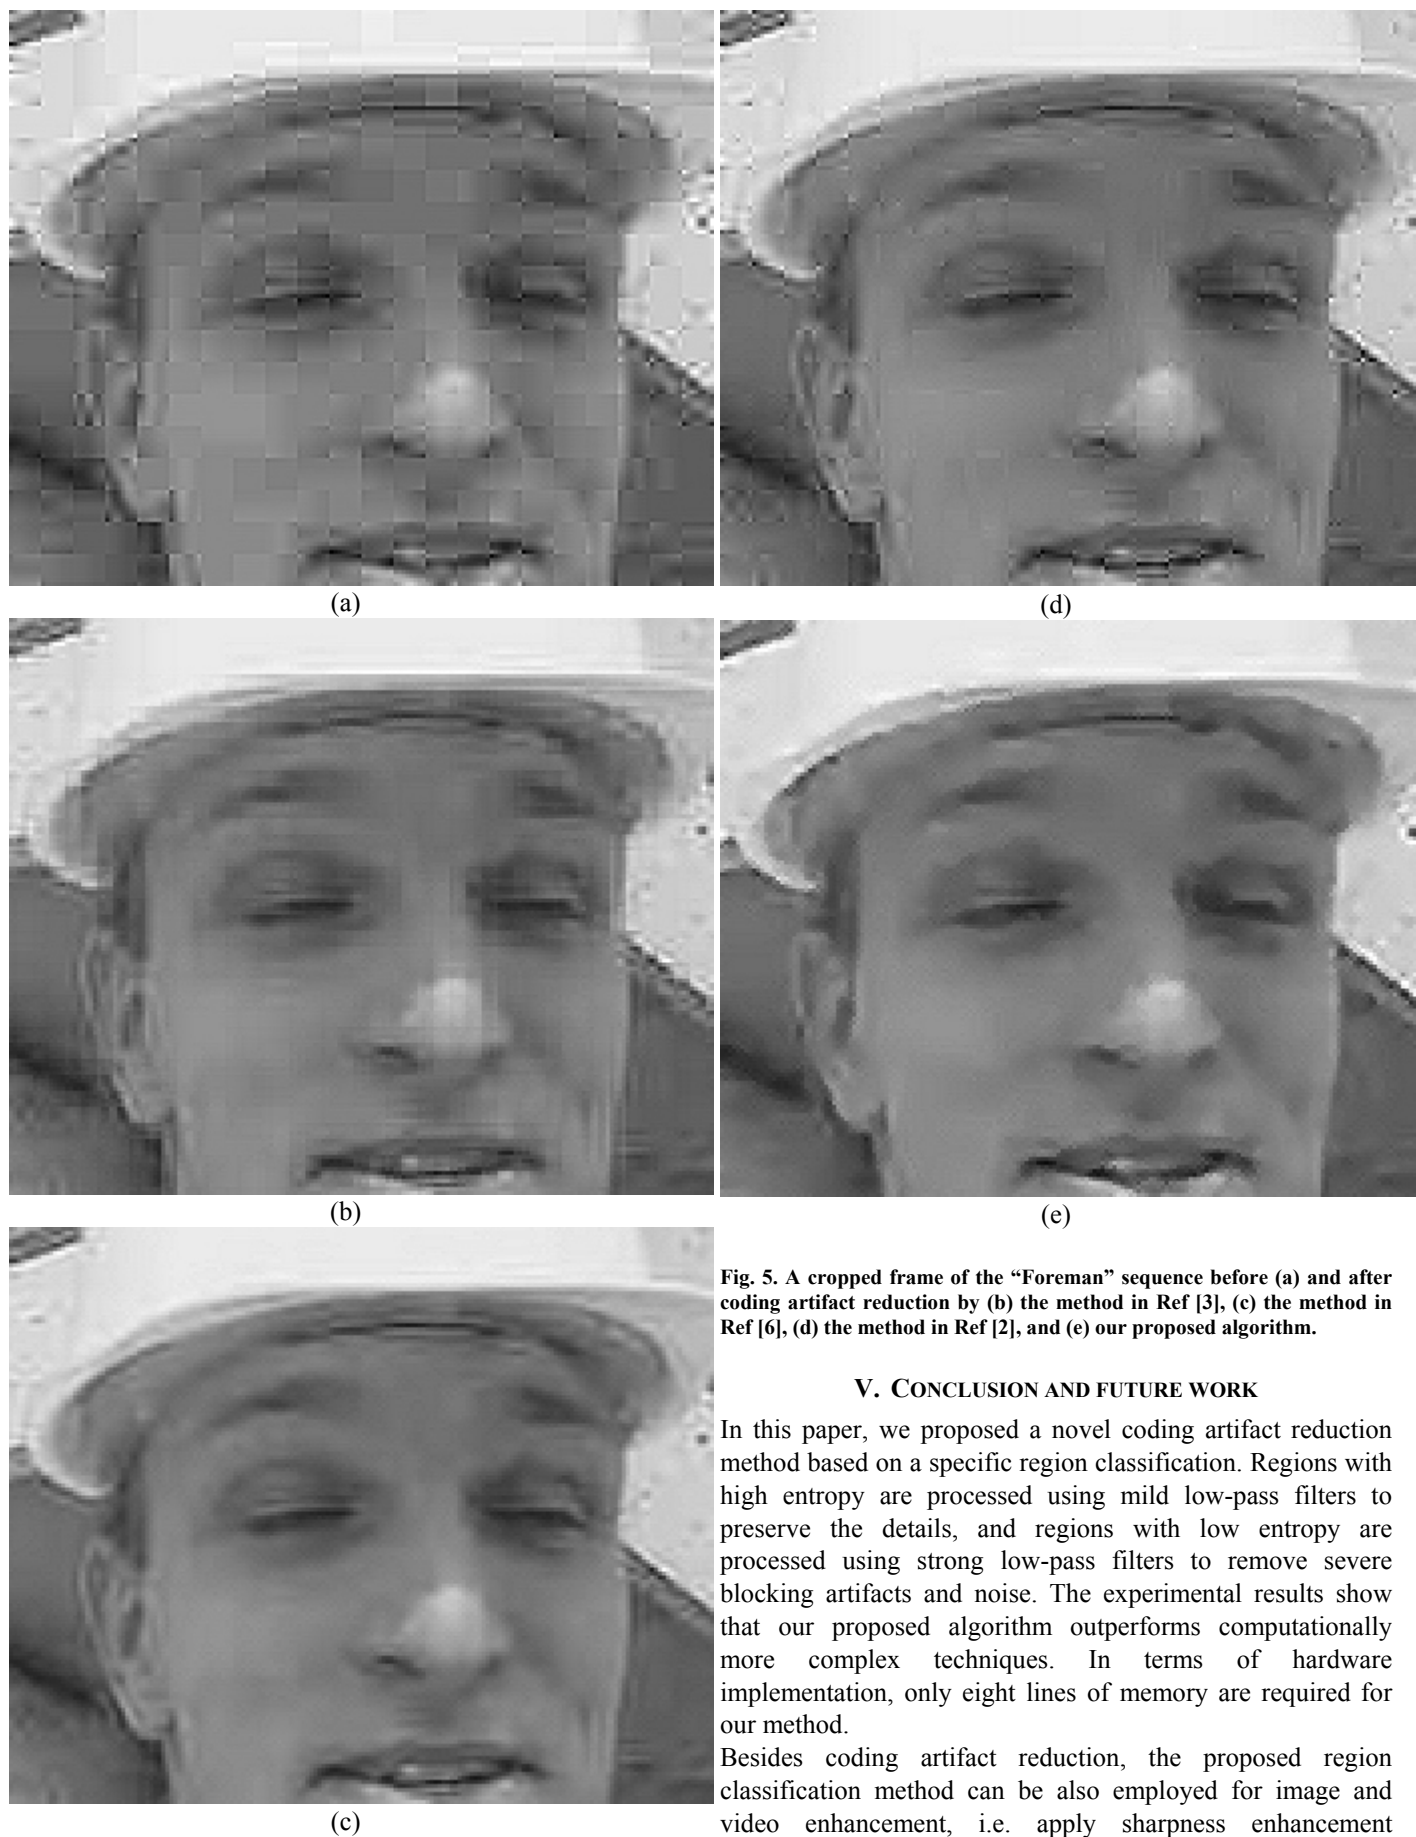 (a)
(d)
(b)
(e)
(c)
Fig. 5. A cropped frame of the “Foreman” sequence before (a) and after
coding artifact reduction by (b) the method in Ref [3], (c) the method in
Ref [6], (d) the method in Ref [2], and (e) our proposed algorithm.
V. CONCLUSION AND FUTURE WORK
In this paper, we proposed a novel coding artifact reduction
method based on a specific region classification. Regions with
high entropy are processed using mild low-pass filters to
preserve the details, and regions with low entropy are
processed using strong low-pass filters to remove severe
blocking artifacts and noise. The experimental results show
that our proposed algorithm outperforms computationally
more complex techniques. In terms of hardware
implementation, only eight lines of memory are required for
our method.
Besides coding artifact reduction, the proposed region
classification method can be also employed for image and
video enhancement, i.e. apply sharpness enhancement